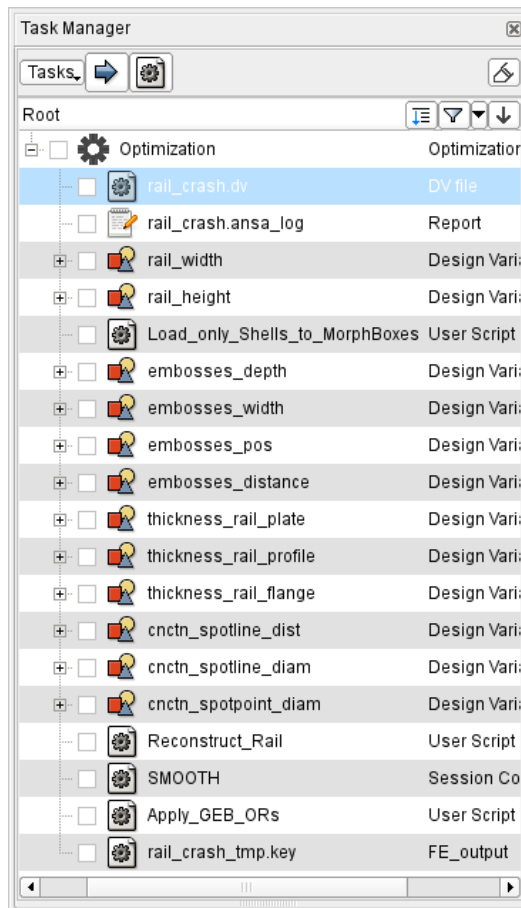 Task Manager
Tasks
Root
Optimization Optimization
rail_crash.dv DV file
rail_crash.ansa_log Report
rail_width Design Varia
rail_height Design Varia
Load_only_Shells_to_MorphBoxes User Script
embosses_depth Design Varia
embosses_width Design Varia
embosses_pos Design Varia
embosses_distance Design Varia
thickness_rail_plate Design Varia
thickness_rail_profile Design Varia
thickness_rail_flange Design Varia
cnctn_spotline_dist Design Varia
cnctn_spotline_diam Design Varia
cnctn_spotpoint_diam Design Varia
Reconstruct_Rail User Script
SMOOTH Session Co
Apply_GEB_ORs User Script
rail_crash_tmp.key FE_output